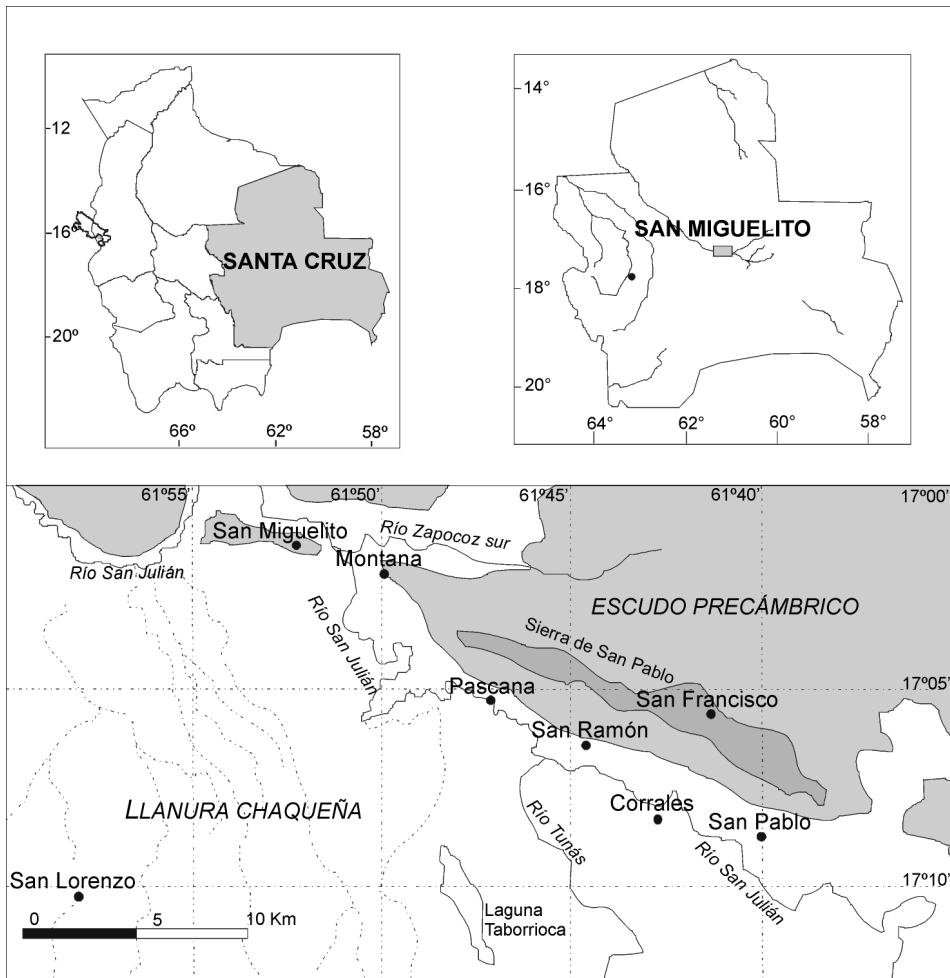 12
16º
20º
66º
62º
58º
SANTA CRUZ
14°
16°
18°
20°
64°
62°
60°
58°
SAN MIGUELITO
61º55’
61º50’
61º45’
61º40’
17º00’
San Miguelito
Río Zapocoz sur
Río San Julián
Montana
ESCUDO PRECÁMBRICO
Río San Julián
Sierra de San Pablo
17º05’
Pascana
San Francisco
San Ramón
LLANURA CHAQUEÑA
Corrales
San Pablo
Río Tunás
Río San Julián
San Lorenzo
17º10’
0 5 10 Km
Laguna
Taborrioca